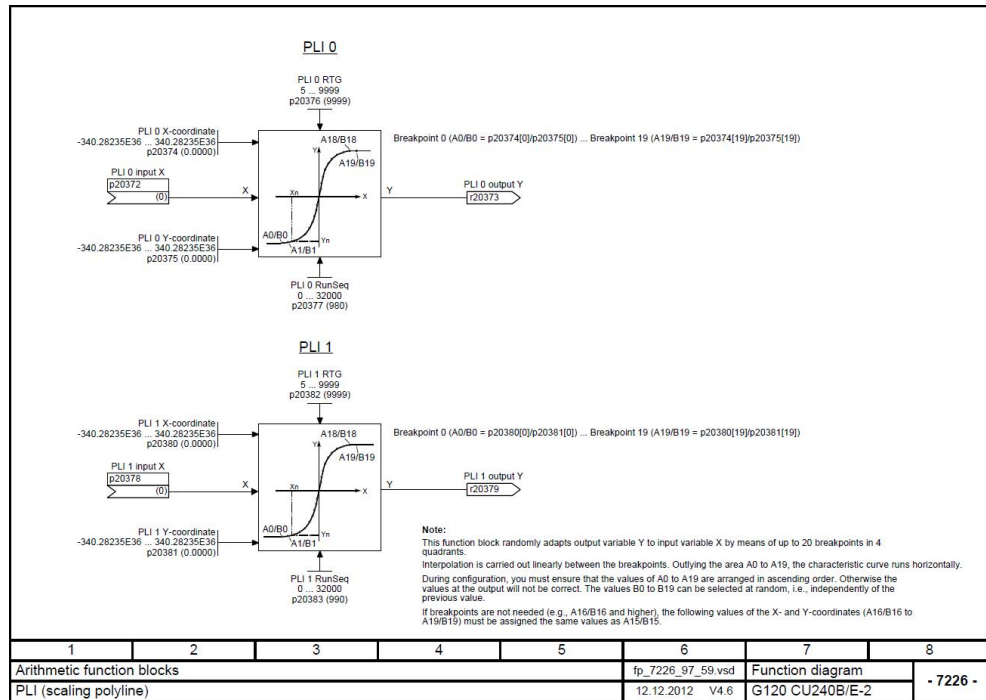 PLI 0
PLI 0 RTG
5 ... 9999
p20376 (9999)
PLI 0 X-coordinate
-340.28235E36 ... 340.28235E36
p20374 (0.0000)
PLI 0 input X
p20372
(0)
X
PLI 0 Y-coordinate
-340.28235E36 ... 340.28235E36
p20375 (0.0000)
A18/B18
Y
A19/B19
Xn
X
A0/B0
Yn
A1/B1
Breakpoint 0 (A0/B0 = p20374[0]/p20375[0]) ... Breakpoint 19 (A19/B19 = p20374[19]/p20375[19])
Y
PLI 0 output Y
r20373
PLI 0 RunSeq
0 ... 32000
p20377 (980)
PLI 1
PLI 1 RTG
5 ... 9999
p20382 (9999)
PLI 1 X-coordinate
-340.28235E36 ... 340.28235E36
p20380 (0.0000)
PLI 1 input X
p20378
(0)
X
PLI 1 Y-coordinate
-340.28235E36 ... 340.28235E36
p20381 (0.0000)
A18/B18
Y
A19/B19
Xn
X
A0/B0
Yn
A1/B1
Breakpoint 0 (A0/B0 = p20380[0]/p20381[0]) ... Breakpoint 19 (A19/B19 = p20380[19]/p20381[19])
Y
PLI 1 output Y
r20379
PLI 1 RunSeq
0 ... 32000
p20383 (990)
Note:
This function block randomly adapts output variable Y to input variable X by means of up to 20 breakpoints in 4
quadrants.
Interpolation is carried out linearly between the breakpoints. Outlying the area A0 to A19, the characteristic curve runs horizontally.
During configuration, you must ensure that the values of A0 to A19 are arranged in ascending order. Otherwise the
values at the output will not be correct. The values B0 to B19 can be selected at random, i.e., independently of the
previous value.
If breakpoints are not needed (e.g., A16/B16 and higher), the following values of the X- and Y-coordinates (A16/B16 to
A19/B19) must be assigned the same values as A15/B15.
1 2 3 4 5 6 7 8
Arithmetic function blocks fp_7226_97_59.vsd Function diagram
- 7226 -
PLI (scaling polyline) 12.12.2012 V4.6 G120 CU240B/E-2